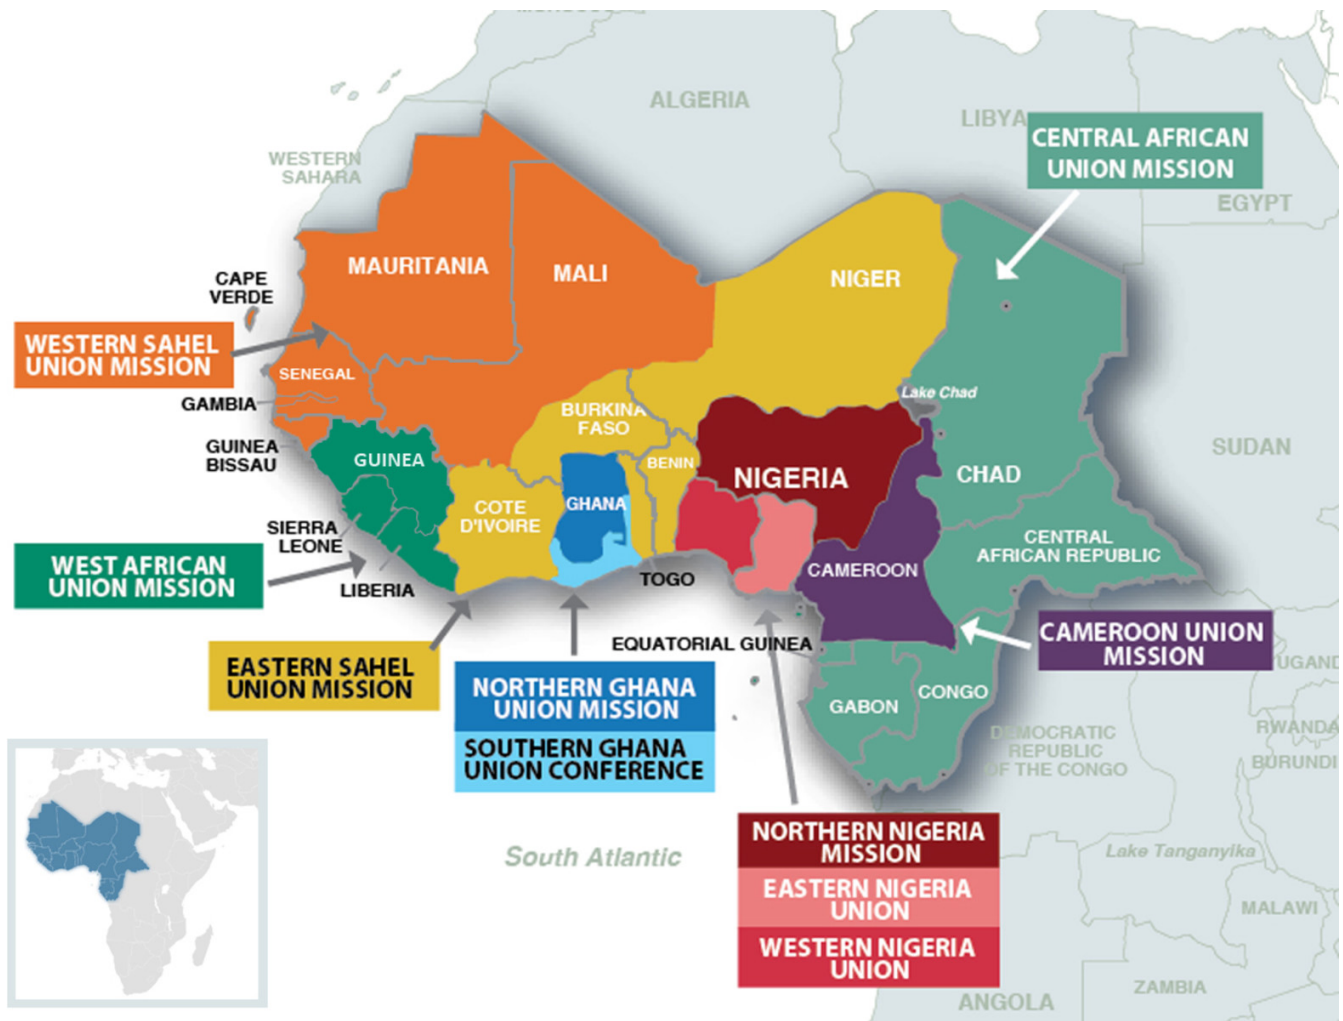 ALGERIA
LIBYA
CENTRAL AFRICAN
UNION MISSION
WESTERN
SAHARA
EGYPT
MAURITANIA
MALI
NIGER
CAPE
VERDE
WESTERN SAHEL
UNION MISSION
SENEGAL
GAMBIA
Lake Chad
BURKINA
FASO
GUINEA
BISSAU
GUINEA
BENIN
NIGERIA
CHAD
SUDAN
COTE
D'IVOIRE
GHANA
SIERRA
LEONE
CENTRAL
AFRICAN REPUBLIC
WEST AFRICAN
UNION MISSION
LIBERIA
TOGO
CAMEROON
EQUATORIAL GUINEA
CAMEROON UNION
MISSION
EASTERN SAHEL
UNION MISSION
NORTHERN GHANA
UNION MISSION
SOUTHERN GHANA
UNION CONFERENCE
GABON
CONGO
UGAND
RWANDA
BURUNDI
DEMOCRATIC
REPUBLIC
OF THE CONGO
South Atlantic
NORTHERN NIGERIA
MISSION
EASTERN NIGERIA
UNION
WESTERN NIGERIA
UNION
Lake Tanganyika
MALAWI
ZAMBIA
ANGOLA